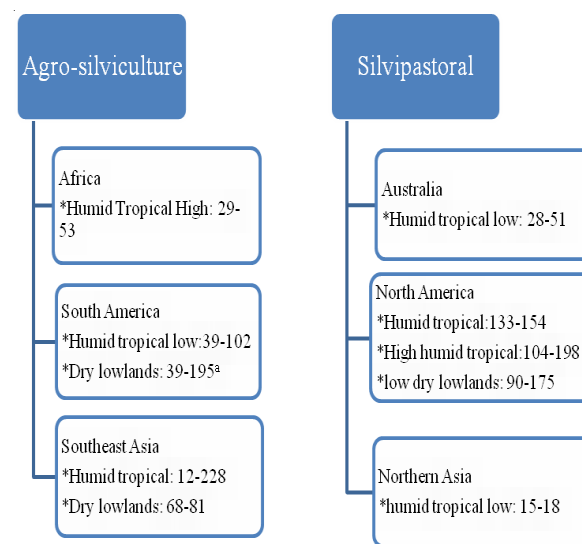 Agro-silviculture
Africa
*Humid Tropical High: 29-
53
South America
*Humid tropical low:39-102
*Dry lowlands: 39-195ᵃ
Southeast Asia
*Humid tropical: 12-228
*Dry lowlands: 68-81
Silvipastoral
Australia
*Humid tropical low: 28-51
North America
*Humid tropical:133-154
*High humid tropical:104-198
*low dry lowlands: 90-175
Northern Asia
*humid tropical low: 15-18